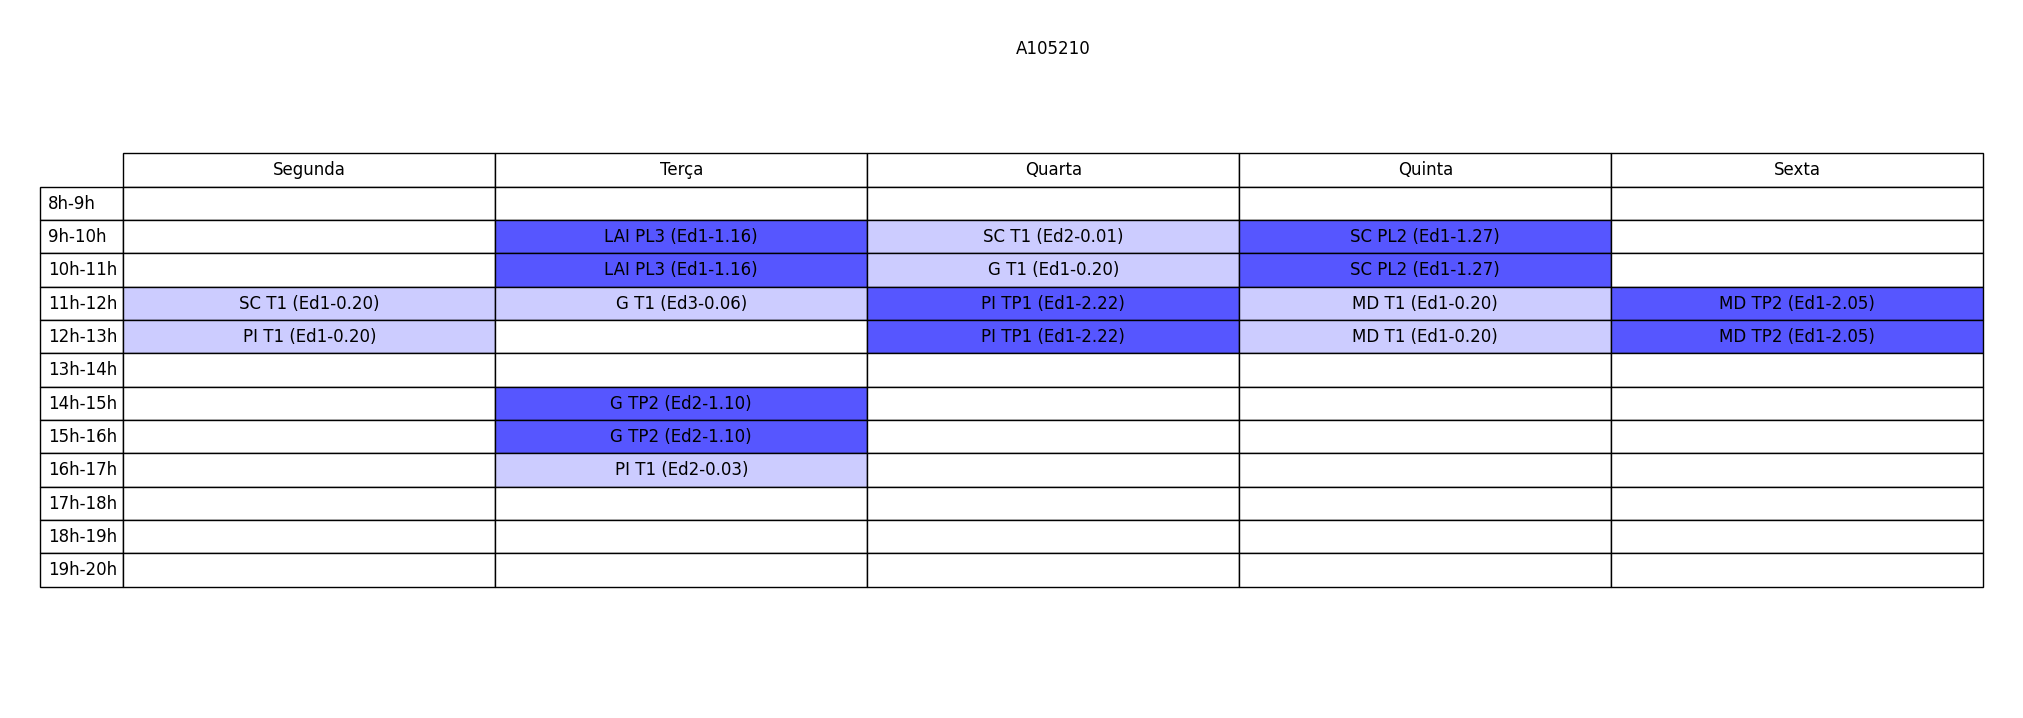 A105210
Segunda Terça Quarta Quinta Sexta
8h-9h
9h-10h LAI PL3 (Ed1-1.16) SC T1 (Ed2-0.01) SC PL2 (Ed1-1.27)
10h-11h LAI PL3 (Ed1-1.16) G T1 (Ed1-0.20) SC PL2 (Ed1-1.27)
11h-12h SC T1 (Ed1-0.20) G T1 (Ed3-0.06) PI TP1 (Ed1-2.22) MD T1 (Ed1-0.20) MD TP2 (Ed1-2.05)
12h-13h PI T1 (Ed1-0.20) PI TP1 (Ed1-2.22) MD T1 (Ed1-0.20) MD TP2 (Ed1-2.05)
13h-14h
14h-15h G TP2 (Ed2-1.10)
15h-16h G TP2 (Ed2-1.10)
16h-17h PI T1 (Ed2-0.03)
17h-18h
18h-19h
19h-20h